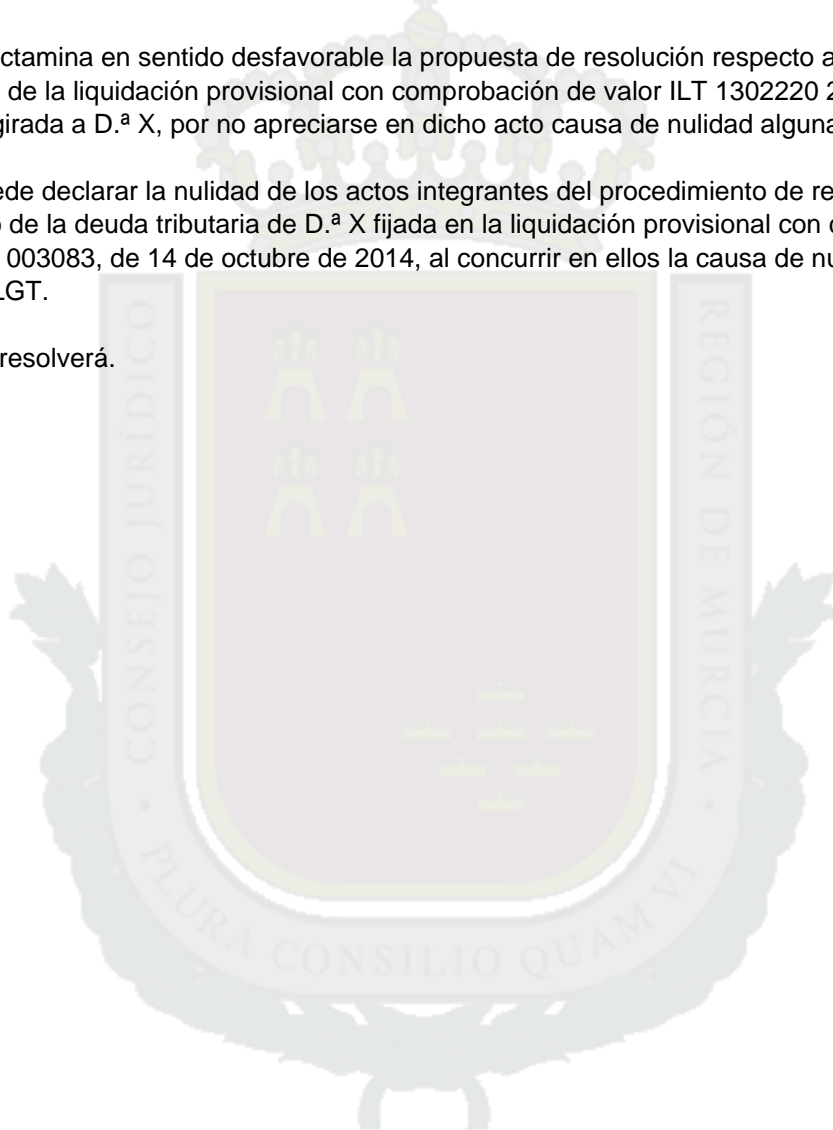 ctamina en sentido desfavorable la propuesta de resolución respecto a
de la liquidación provisional con comprobación de valor ILT 1302220 2
girada a D.ª X, por no apreciarse en dicho acto causa de nulidad alguna
ede declarar la nulidad de los actos integrantes del procedimiento de re
o de la deuda tributaria de D.ª X fijada en la liquidación provisional con
003083, de 14 de octubre de 2014, al concurrir en ellos la causa de nu
LGT.
resolverá.
CONSEJO JURÍDICO
REGIÓN DE MURCIA
PLURA CONSILIO QUAM VI